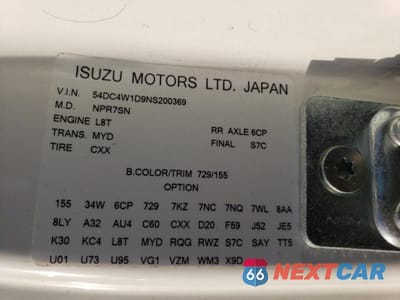 ISUZU MOTORS LTD. JAPAN
V.I.N. 54DC4W1D9NS200369
M.D. NPR7SN
ENGINE L8T
TRANS. MYD RR AXLE 6CP
TIRE CXX FINAL S7C
B.COLOR/TRIM 729/155
OPTION
155 34W 6CP 729 7KZ 7NC 7NQ 7WL 8AA
8LY A32 AU4 C60 CXX D20 F59 J52 JE5
K30 KC4 L8T MYD RQG RWZ S7C SAY TT5
U01 U73 U95 VG1 VZM WM3 X9D
66 NEXTCAR